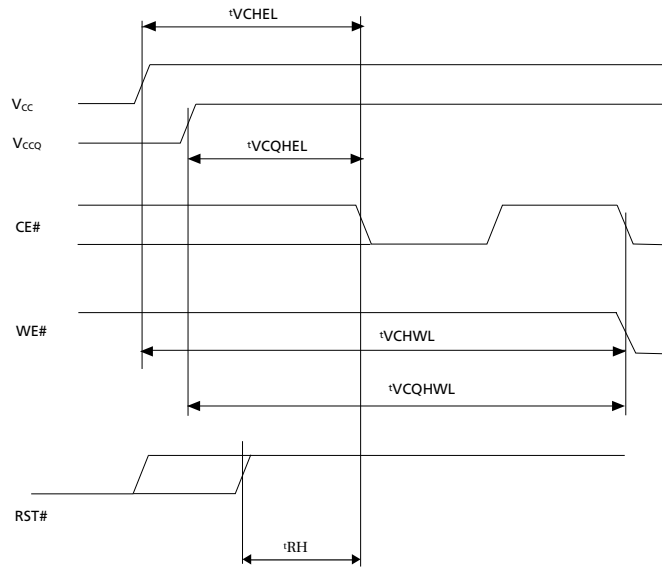 tVCHEL
VCC
VCCQ
tVCQHEL
CE#
WE#
tVCHWL
tVCQHWL
RST#
tRH